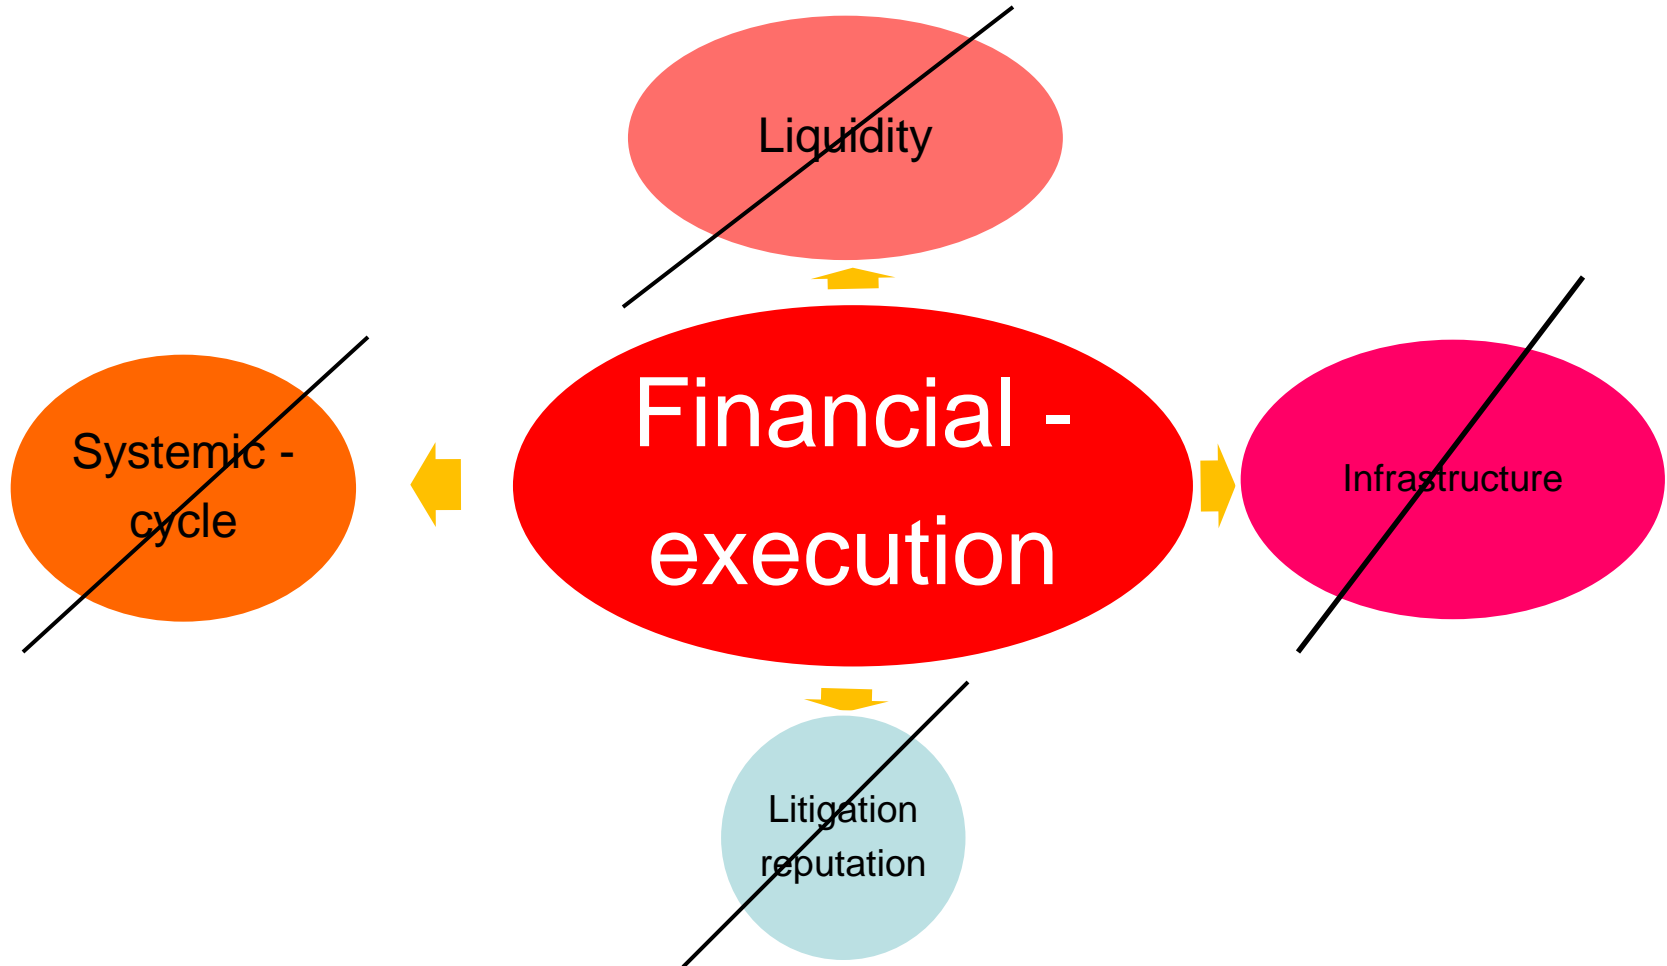 Liquidity
Financial -
execution
Systemic -
cycle
Infrastructure
Litigation
reputation